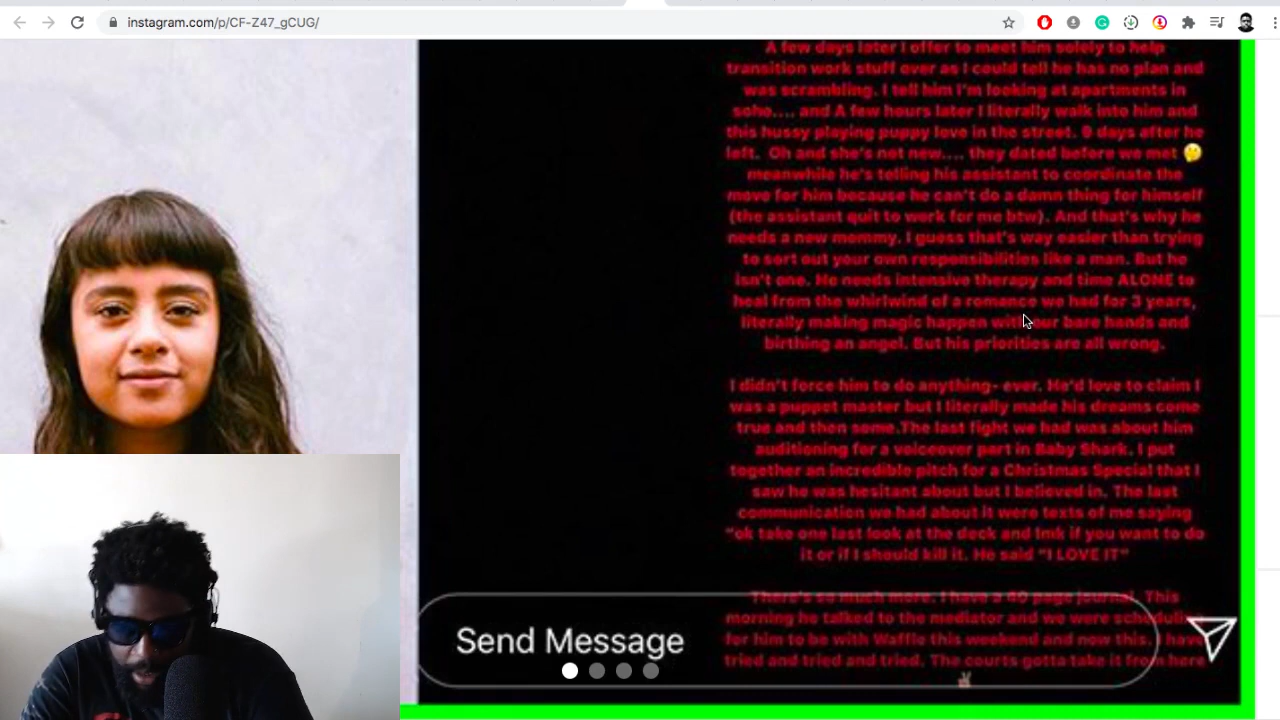 instagram.com/p/CF-Z47_gCUG/
A few days later I offer to meet him solely to help
transition work stuff over as I could tell he has no plan and
was scrambling. I tell him I'm looking at apartments in
soho.... and A few hours later I literally walk into him and
this hussy playing puppy love in the street. 9 days after he
left. Oh and she's not new.... they dated before we met 🤔
meanwhile he's telling his assistant to coordinate the
move for him because he can't do a damn thing for himself
(the assistant quit to work for me btw). And that's why he
needs a new mommy. I guess that's way easier than trying
to sort out your own responsibilities like a man. But he
isn't one. He needs intensive therapy and time ALONE to
heal from the whirlwind of a romance we had for 3 years,
literally making magic happen with our bare hands and
birthing an angel. But his priorities are all wrong.
I didn't force him to do anything- ever. He'd love to claim I
was a puppet master but I literally made his dreams come
true and then some.The last fight we had was about him
auditioning for a voiceover part in Baby Shark. I put
together an incredible pitch for a Christmas Special that I
saw he was hesitant about but I believed in. The last
communication we had about it were texts of me saying
"ok take one last look at the deck and lmk if you want to do
it or if I should kill it. He said "I LOVE IT"
There's so much more. I have a 40 page journal. This
morning he talked to the mediator and we were scheduling
for him to be with Waffle this weekend and now this. I have
tried and tried and tried. The courts gotta take it from here
✌🏽
Send Message